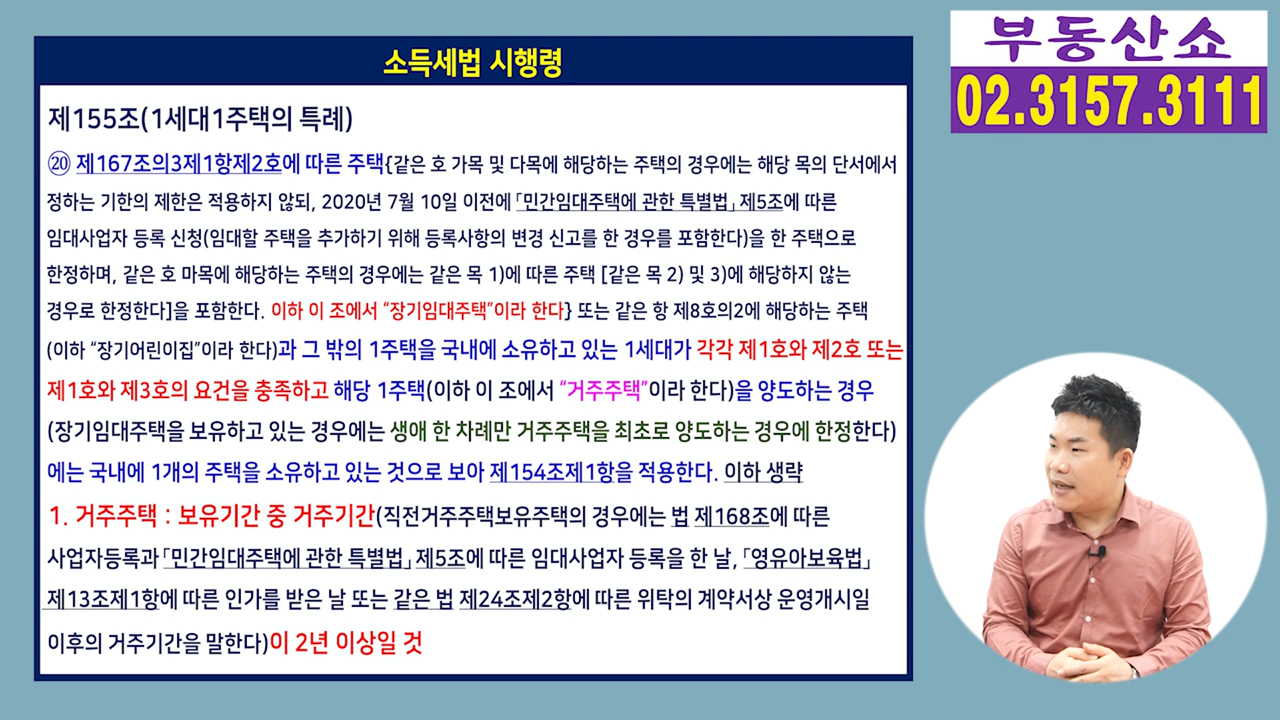 부동산쇼
02.3157.3111
소득세법 시행령
제155조(1세대1주택의 특례)
⑳ 제167조의3제1항제2호에 따른 주택{같은 호 가목 및 다목에 해당하는 주택의 경우에는 해당 목의 단서에서
정하는 기한의 제한은 적용하지 않되, 2020년 7월 10일 이전에 「민간임대주택에 관한 특별법」 제5조에 따른
임대사업자 등록 신청(임대할 주택을 추가하기 위해 등록사항의 변경 신고를 한 경우를 포함한다)을 한 주택으로
한정하며, 같은 호 마목에 해당하는 주택의 경우에는 같은 목 1)에 따른 주택 [같은 목 2) 및 3)에 해당하지 않는
경우로 한정한다]을 포함한다. 이하 이 조에서 “장기임대주택”이라 한다} 또는 같은 항 제8호의2에 해당하는 주택
(이하 “장기어린이집”이라 한다)과 그 밖의 1주택을 국내에 소유하고 있는 1세대가 각각 제1호와 제2호 또는
제1호와 제3호의 요건을 충족하고 해당 1주택(이하 이 조에서 “거주주택”이라 한다)을 양도하는 경우
(장기임대주택을 보유하고 있는 경우에는 생애 한 차례만 거주주택을 최초로 양도하는 경우에 한정한다)
에는 국내에 1개의 주택을 소유하고 있는 것으로 보아 제154조제1항을 적용한다. 이하 생략
1. 거주주택 : 보유기간 중 거주기간(직전거주주택보유주택의 경우에는 법 제168조에 따른
사업자등록과 「민간임대주택에 관한 특별법」 제5조에 따른 임대사업자 등록을 한 날, 「영유아보육법」
제13조제1항에 따른 인가를 받은 날 또는 같은 법 제24조제2항에 따른 위탁의 계약서상 운영개시일
이후의 거주기간을 말한다)이 2년 이상일 것